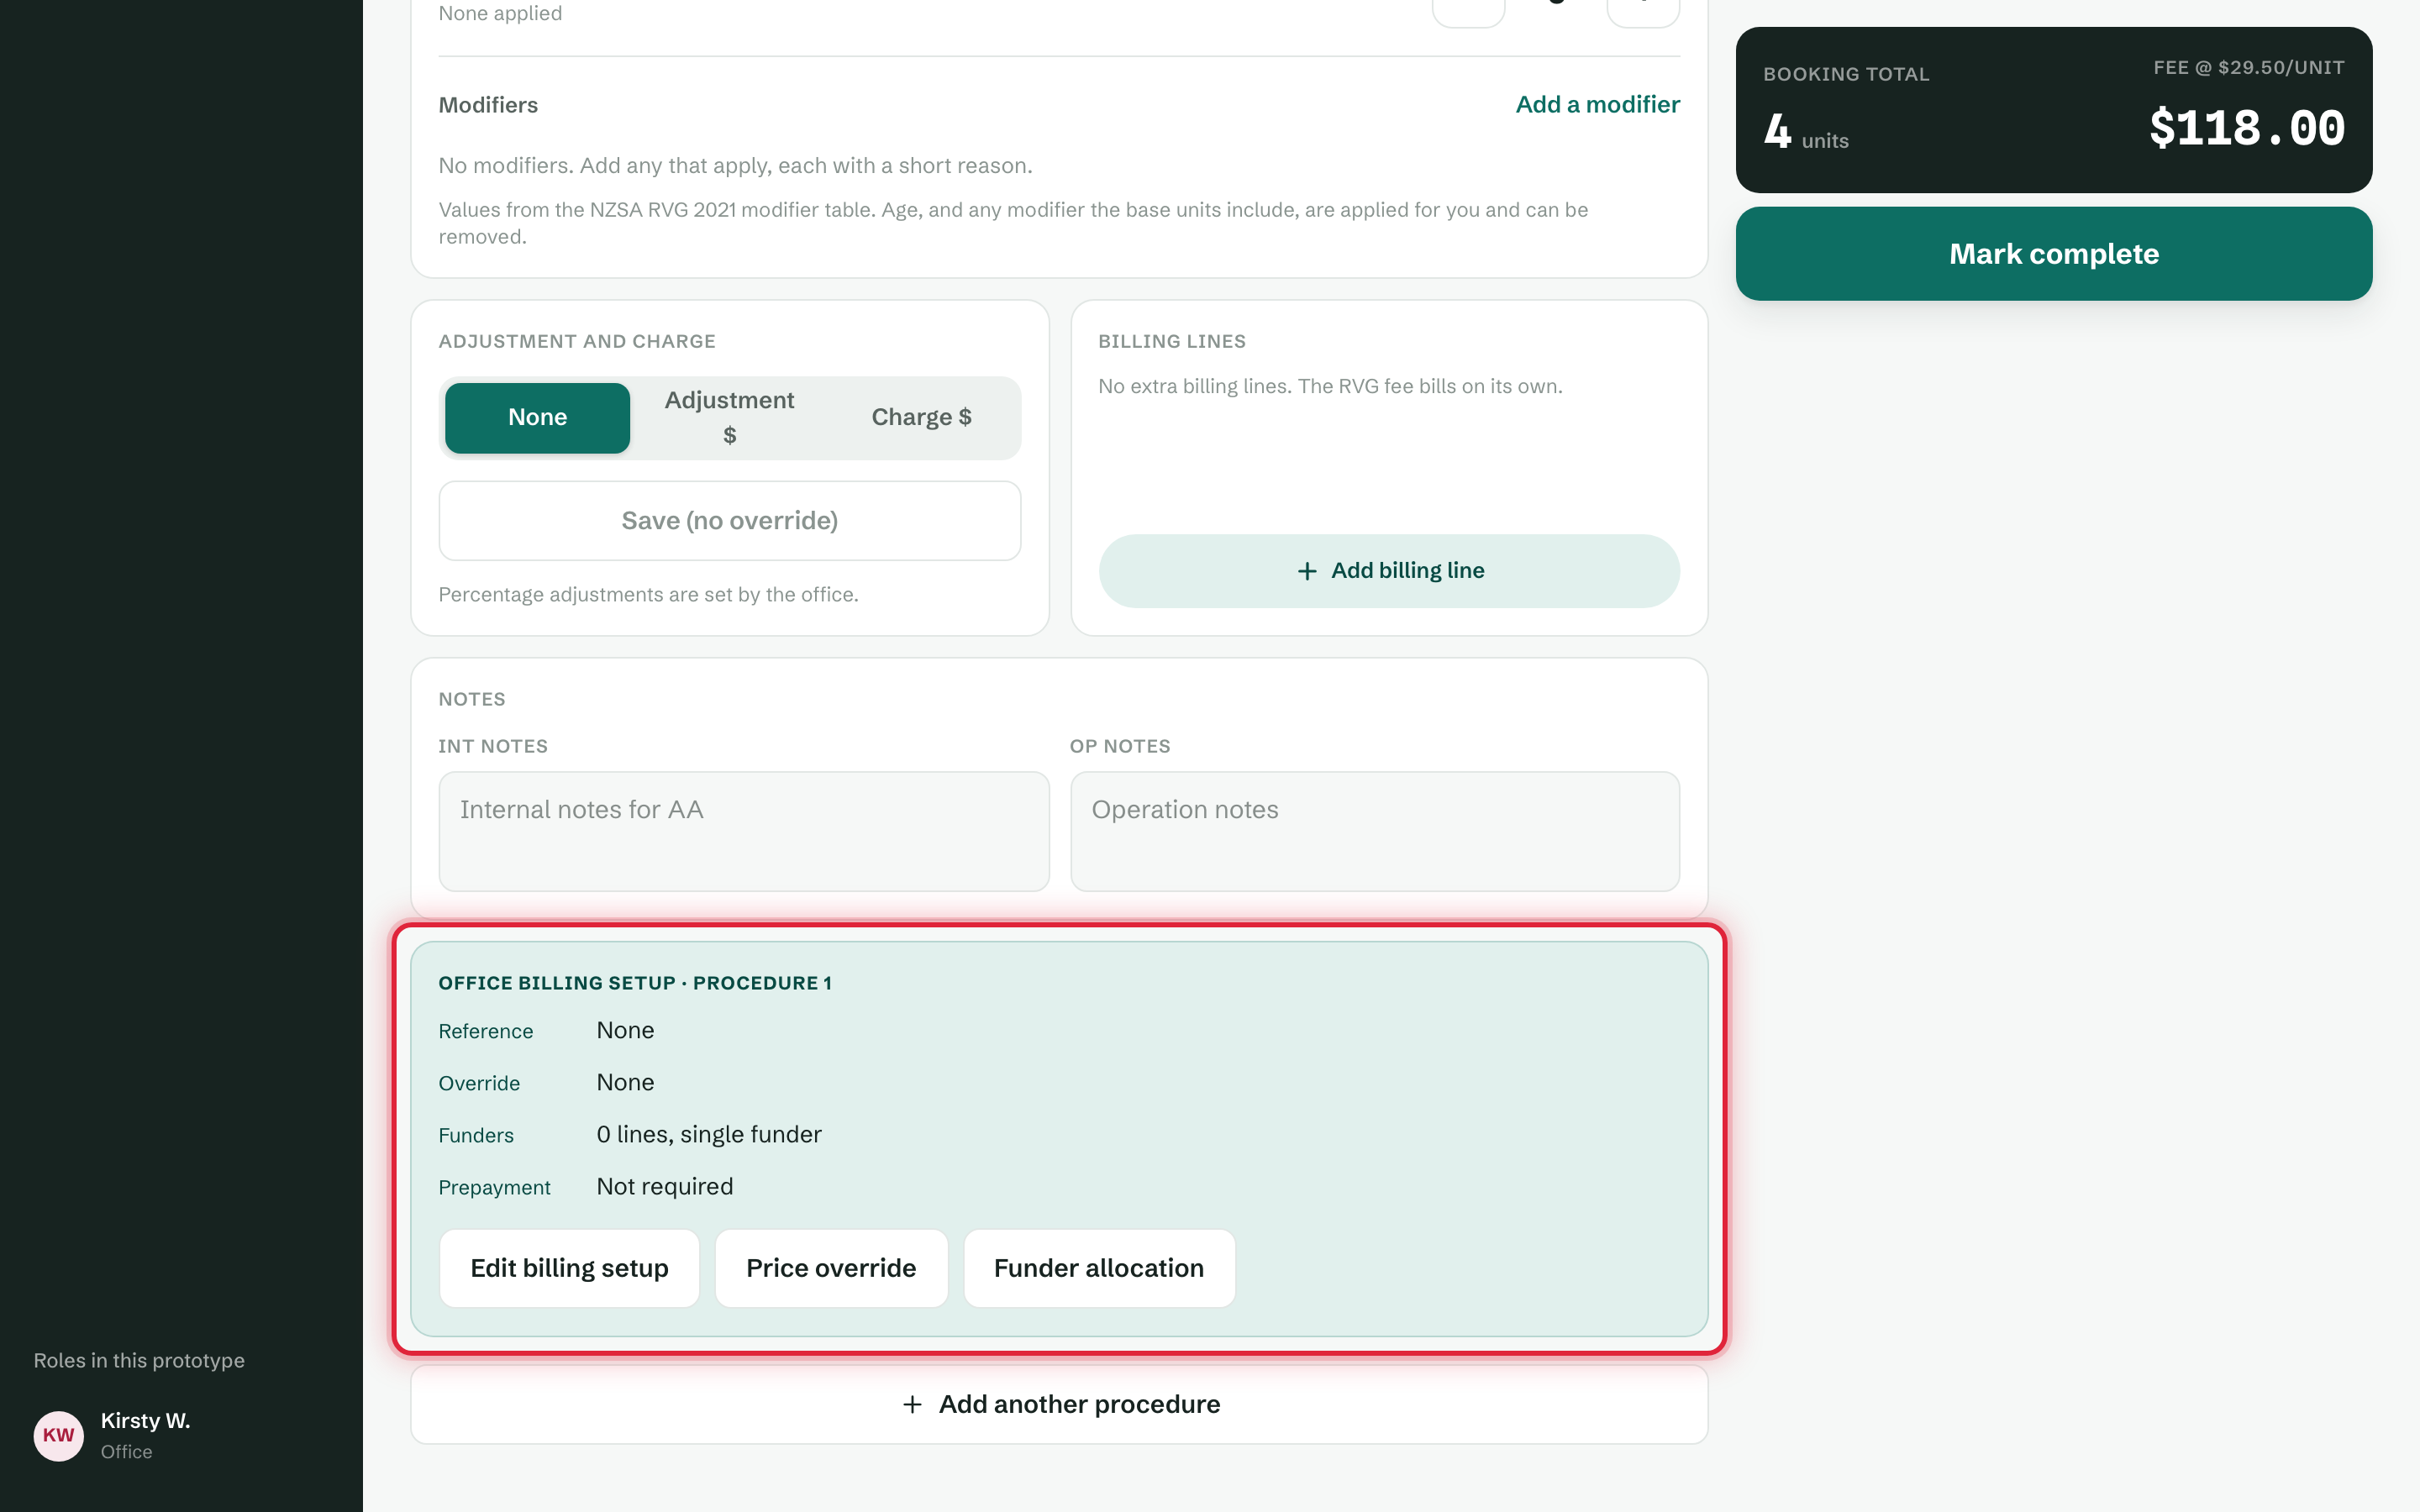 None applied
Modifiers
Add a modifier
No modifiers. Add any that apply, each with a short reason.
Values from the NZSA RVG 2021 modifier table. Age, and any modifier the base units include, are applied for you and can be
removed.
BOOKING TOTAL
FEE @ $29.50/UNIT
4 units
$118.00
Mark complete
ADJUSTMENT AND CHARGE
None
Adjustment
$
Charge $
Save (no override)
Percentage adjustments are set by the office.
BILLING LINES
No extra billing lines. The RVG fee bills on its own.
+ Add billing line
NOTES
INT NOTES
Internal notes for AA
OP NOTES
Operation notes
OFFICE BILLING SETUP · PROCEDURE 1
Reference None
Override None
Funders 0 lines, single funder
Prepayment Not required
Edit billing setup
Price override
Funder allocation
+ Add another procedure
Roles in this prototype
KW
Kirsty W.
Office